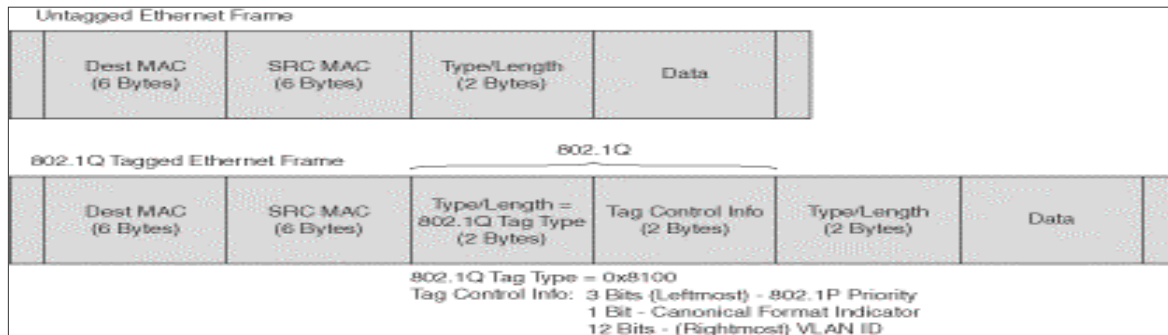 Untagged Ethernet Frame
Dest MAC
(6 Bytes)
SRC MAC
(6 Bytes)
Type/Length
(2 Bytes)
Data
802.1Q Tagged Ethernet Frame
802.1Q
Dest MAC
(6 Bytes)
SRC MAC
(6 Bytes)
Type/Length =
802.1Q Tag Type
(2 Bytes)
Tag Control Info
(2 Bytes)
Type/Length
(2 Bytes)
Data
802.1Q Tag Type = 0x8100
Tag Control Info: 3 Bits (Leftmost) - 802.1P Priority
1 Bit - Canonical Format Indicator
12 Bits - (Rightmost) VLAN ID